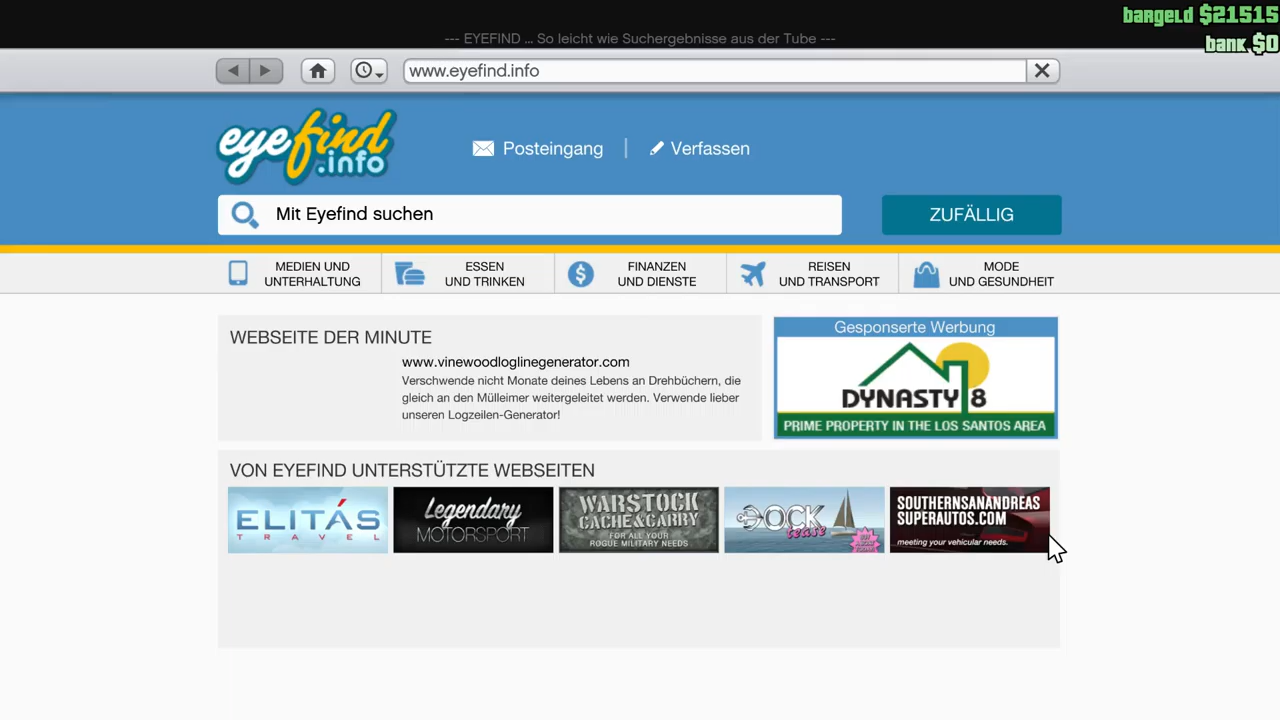 bargeld $21515
--- EYEFIND ... So leicht wie Suchergebnisse aus der Tube ---
bank $0
www.eyefind.info
eyefind
.info
Posteingang
Verfassen
Mit Eyefind suchen
ZUFÄLLIG
MEDIEN UND
UNTERHALTUNG
ESSEN
UND TRINKEN
FINANZEN
UND DIENSTE
REISEN
UND TRANSPORT
MODE
UND GESUNDHEIT
WEBSEITE DER MINUTE
www.vinewoodloglinegenerator.com
Verschwende nicht Monate deines Lebens an Drehbüchern, die
gleich an den Mülleimer weitergeleitet werden. Verwende lieber
unseren Logzeilen-Generator!
Gesponserte Werbung
DYNASTY 8
PRIME PROPERTY IN THE LOS SANTOS AREA
VON EYEFIND UNTERSTÜTZTE WEBSEITEN
ELITÁS
TRAVEL
Legendary
MOTORSPORT
WARSTOCK
CACHE&CARRY
FOR ALL YOUR
ROGUE MILITARY NEEDS
DOCK
tease
SOUTHERNSANANDREAS
SUPERAUTOS.COM
meeting your vehicular needs.